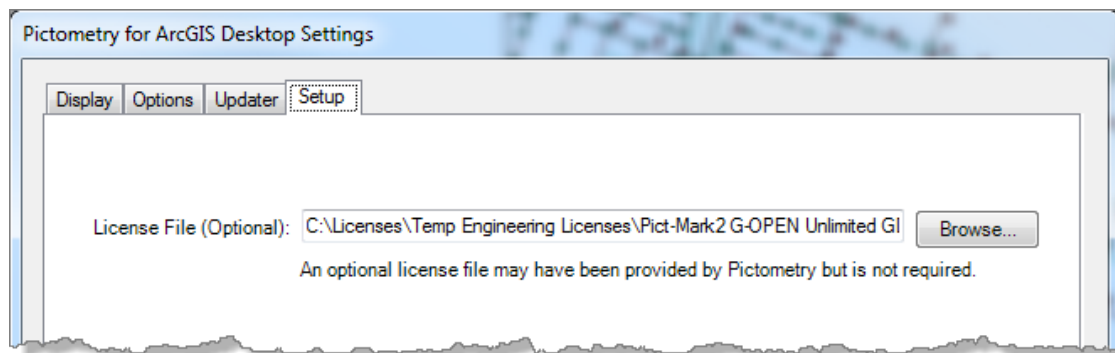 Pictometry for ArcGIS Desktop Settings
Display Options Updater Setup
License File (Optional): C:\Licenses\Temp Engineering Licenses\Pict-Mark2 G-OPEN Unlimited GI Browse...
An optional license file may have been provided by Pictometry but is not required.